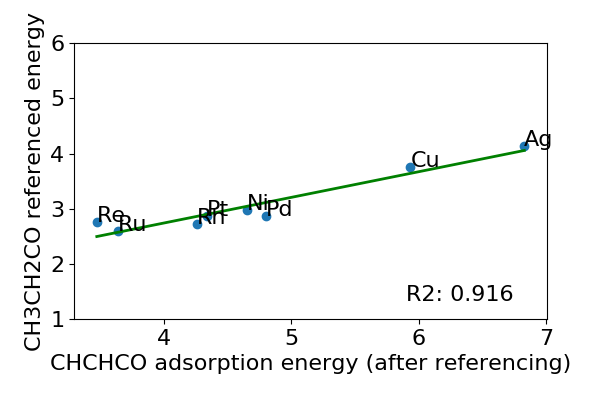 CH3CH2CO referenced energy
6
5
4
3
2
1
Re
Ru
Rh
Pt
Ni
Pd
Cu
Ag
R2: 0.916
4
5
6
7
CHCHCO adsorption energy (after referencing)